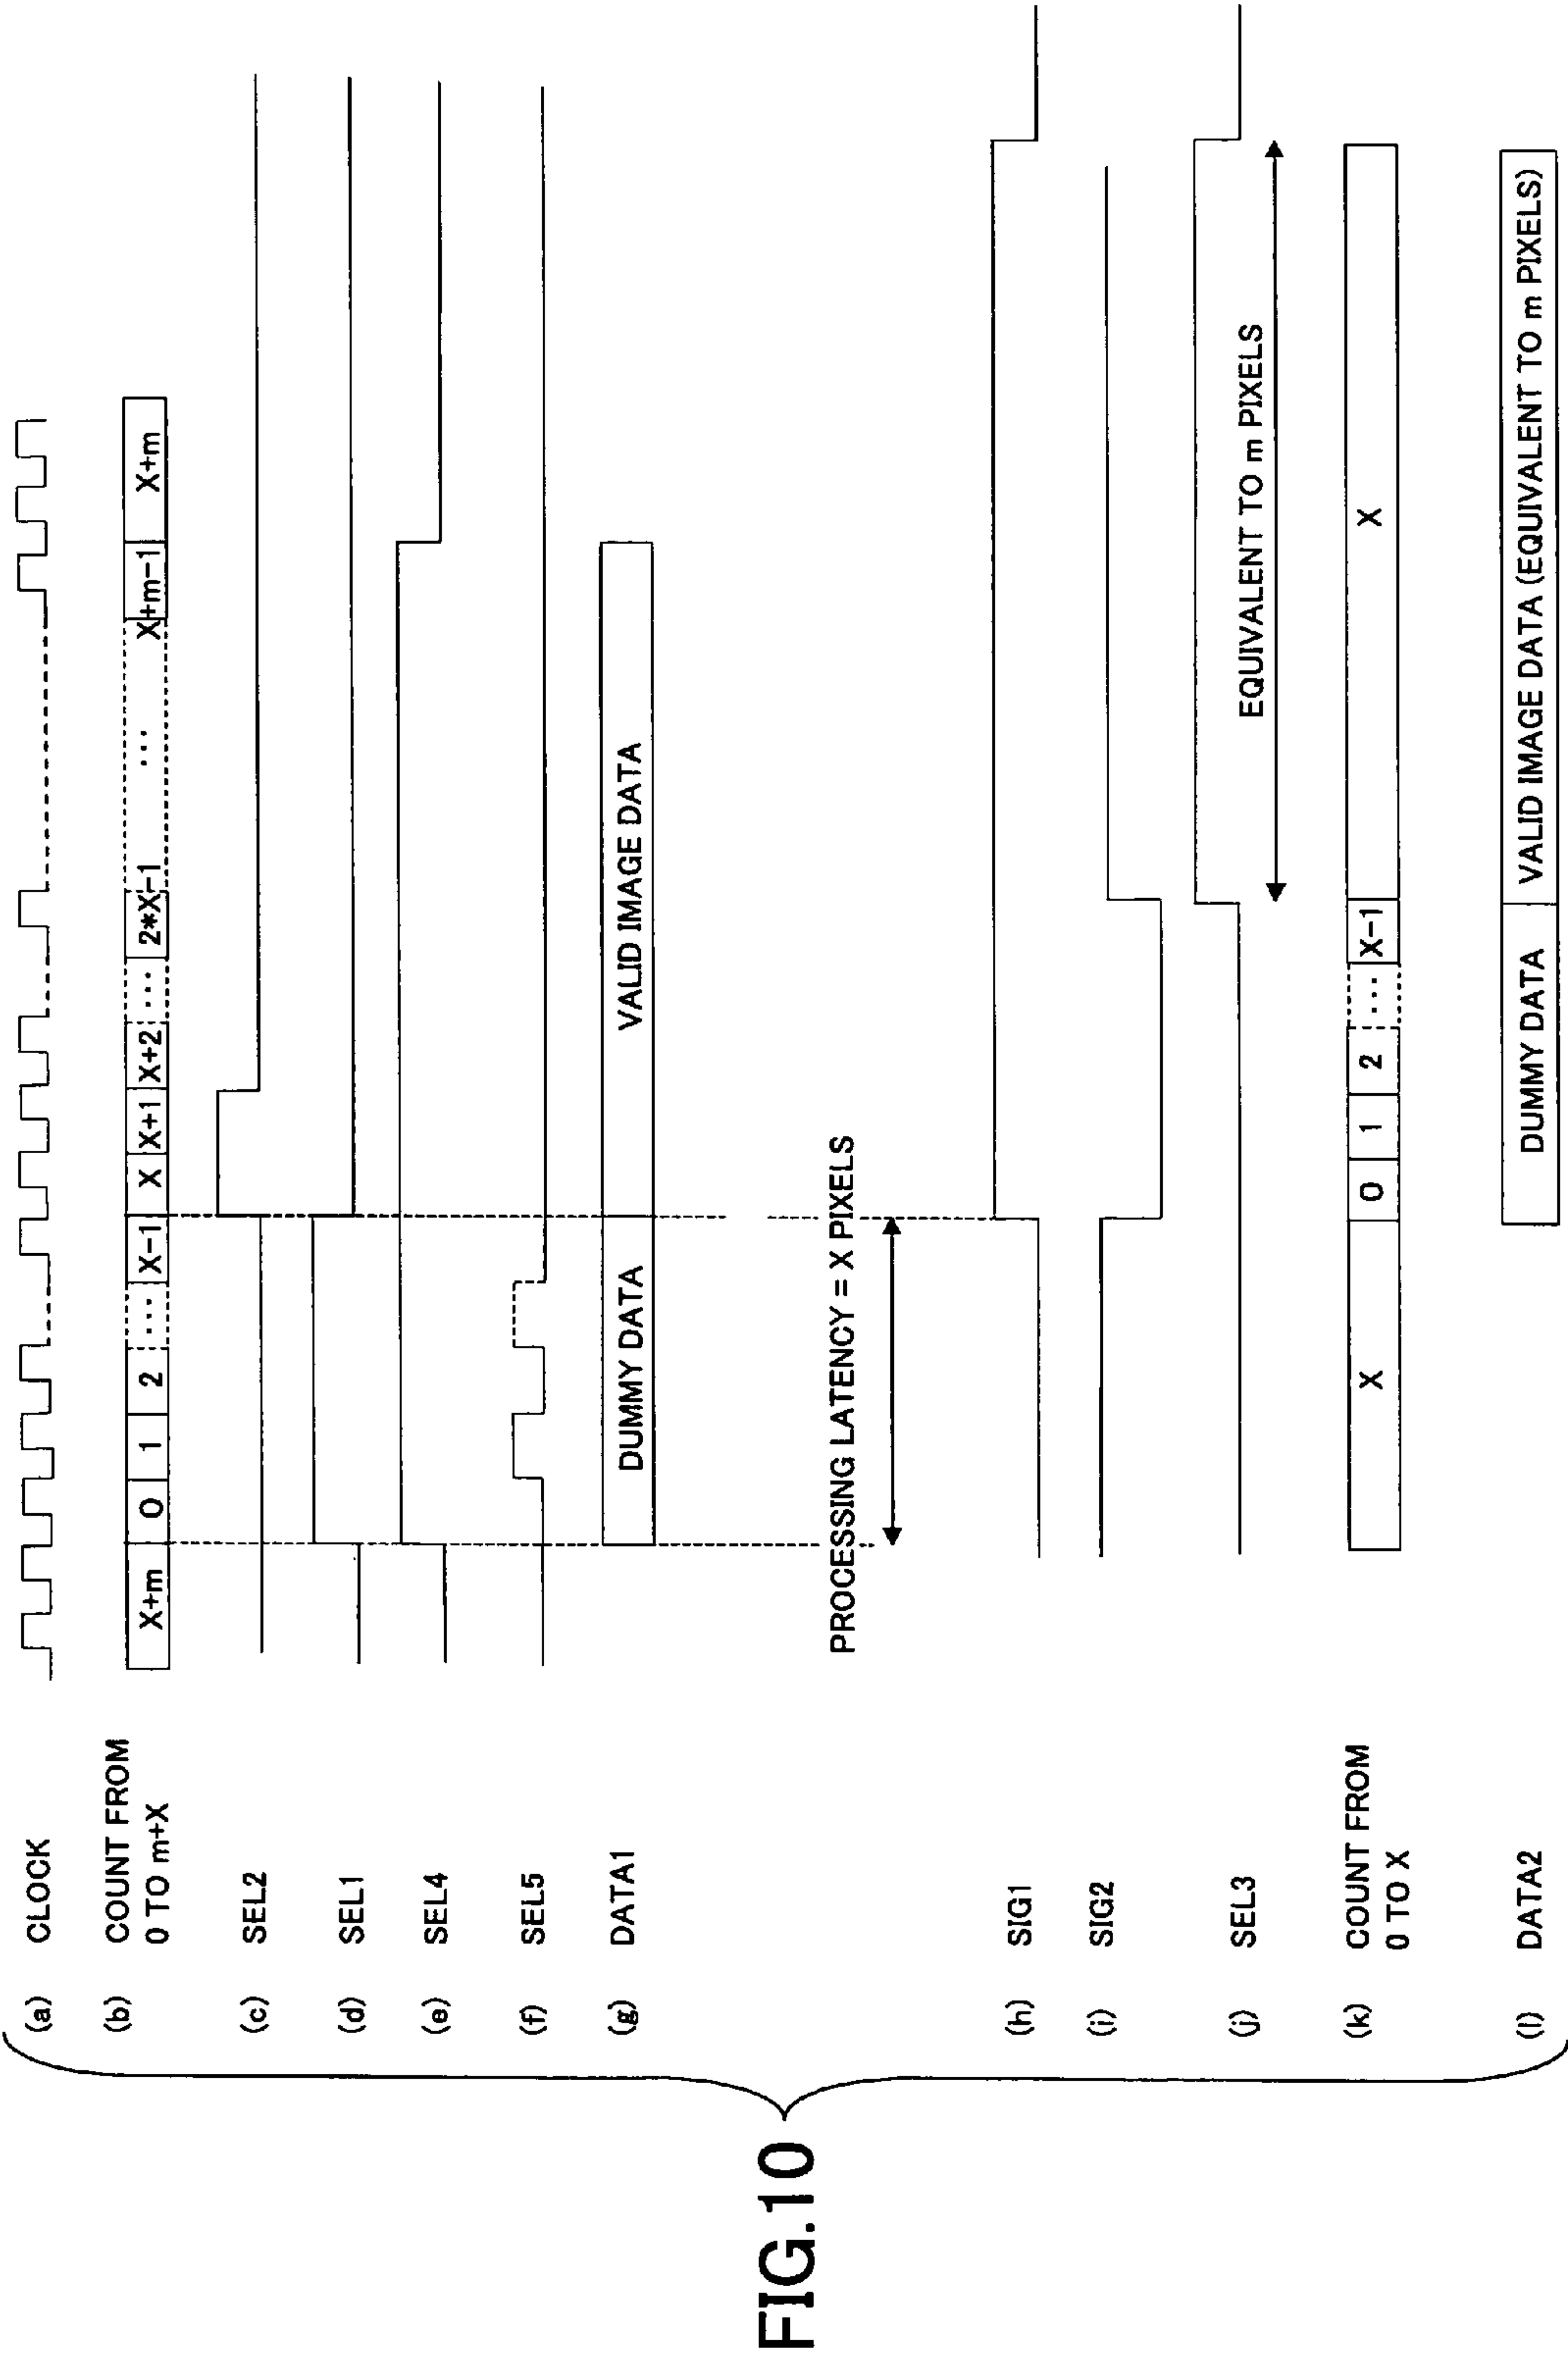 FIG.10
(a) CLOCK
(b) COUNT FROM
0 TO m+X
X+m 0 1 2 ... X-1 X X+1 X+2 ... 2*X-1 ... X+m-1 X+m
(c) SEL2
(d) SEL1
(e) SEL4
(f) SEL5
(g) DATA1 DUMMY DATA VALID IMAGE DATA
PROCESSING LATENCY = X PIXELS
(h) SIG1
(i) SIG2
(j) SEL3
EQUIVALENT TO m PIXELS
(k) COUNT FROM
0 TO X
X 0 1 2 ... X-1 X
(l) DATA2 DUMMY DATA VALID IMAGE DATA (EQUIVALENT TO m PIXELS)